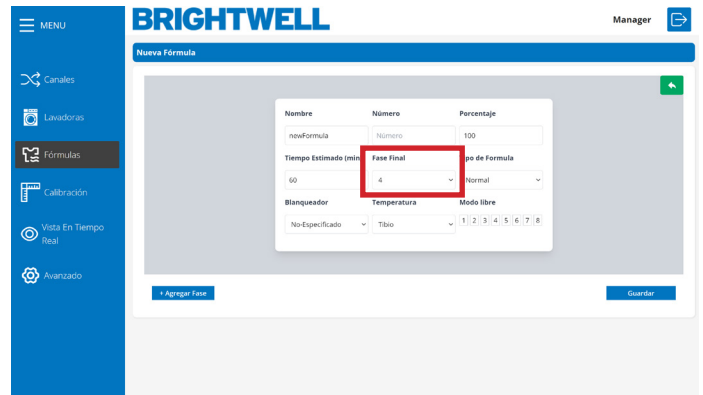 MENU
BRIGHTWELL
Manager
Nueva Fórmula
Canales
Lavadoras
Fórmulas
Calibración
Vista En Tiempo
Real
Avanzado
Nombre Número Porcentaje
newFormula Número 100
Tiempo Estimado (min Fase Final po de Formula
60 4 Normal
Blanqueador Temperatura Modo libre
No-Especificado Tibio 1 2 3 4 5 6 7 8
+ Agregar Fase
Guardar